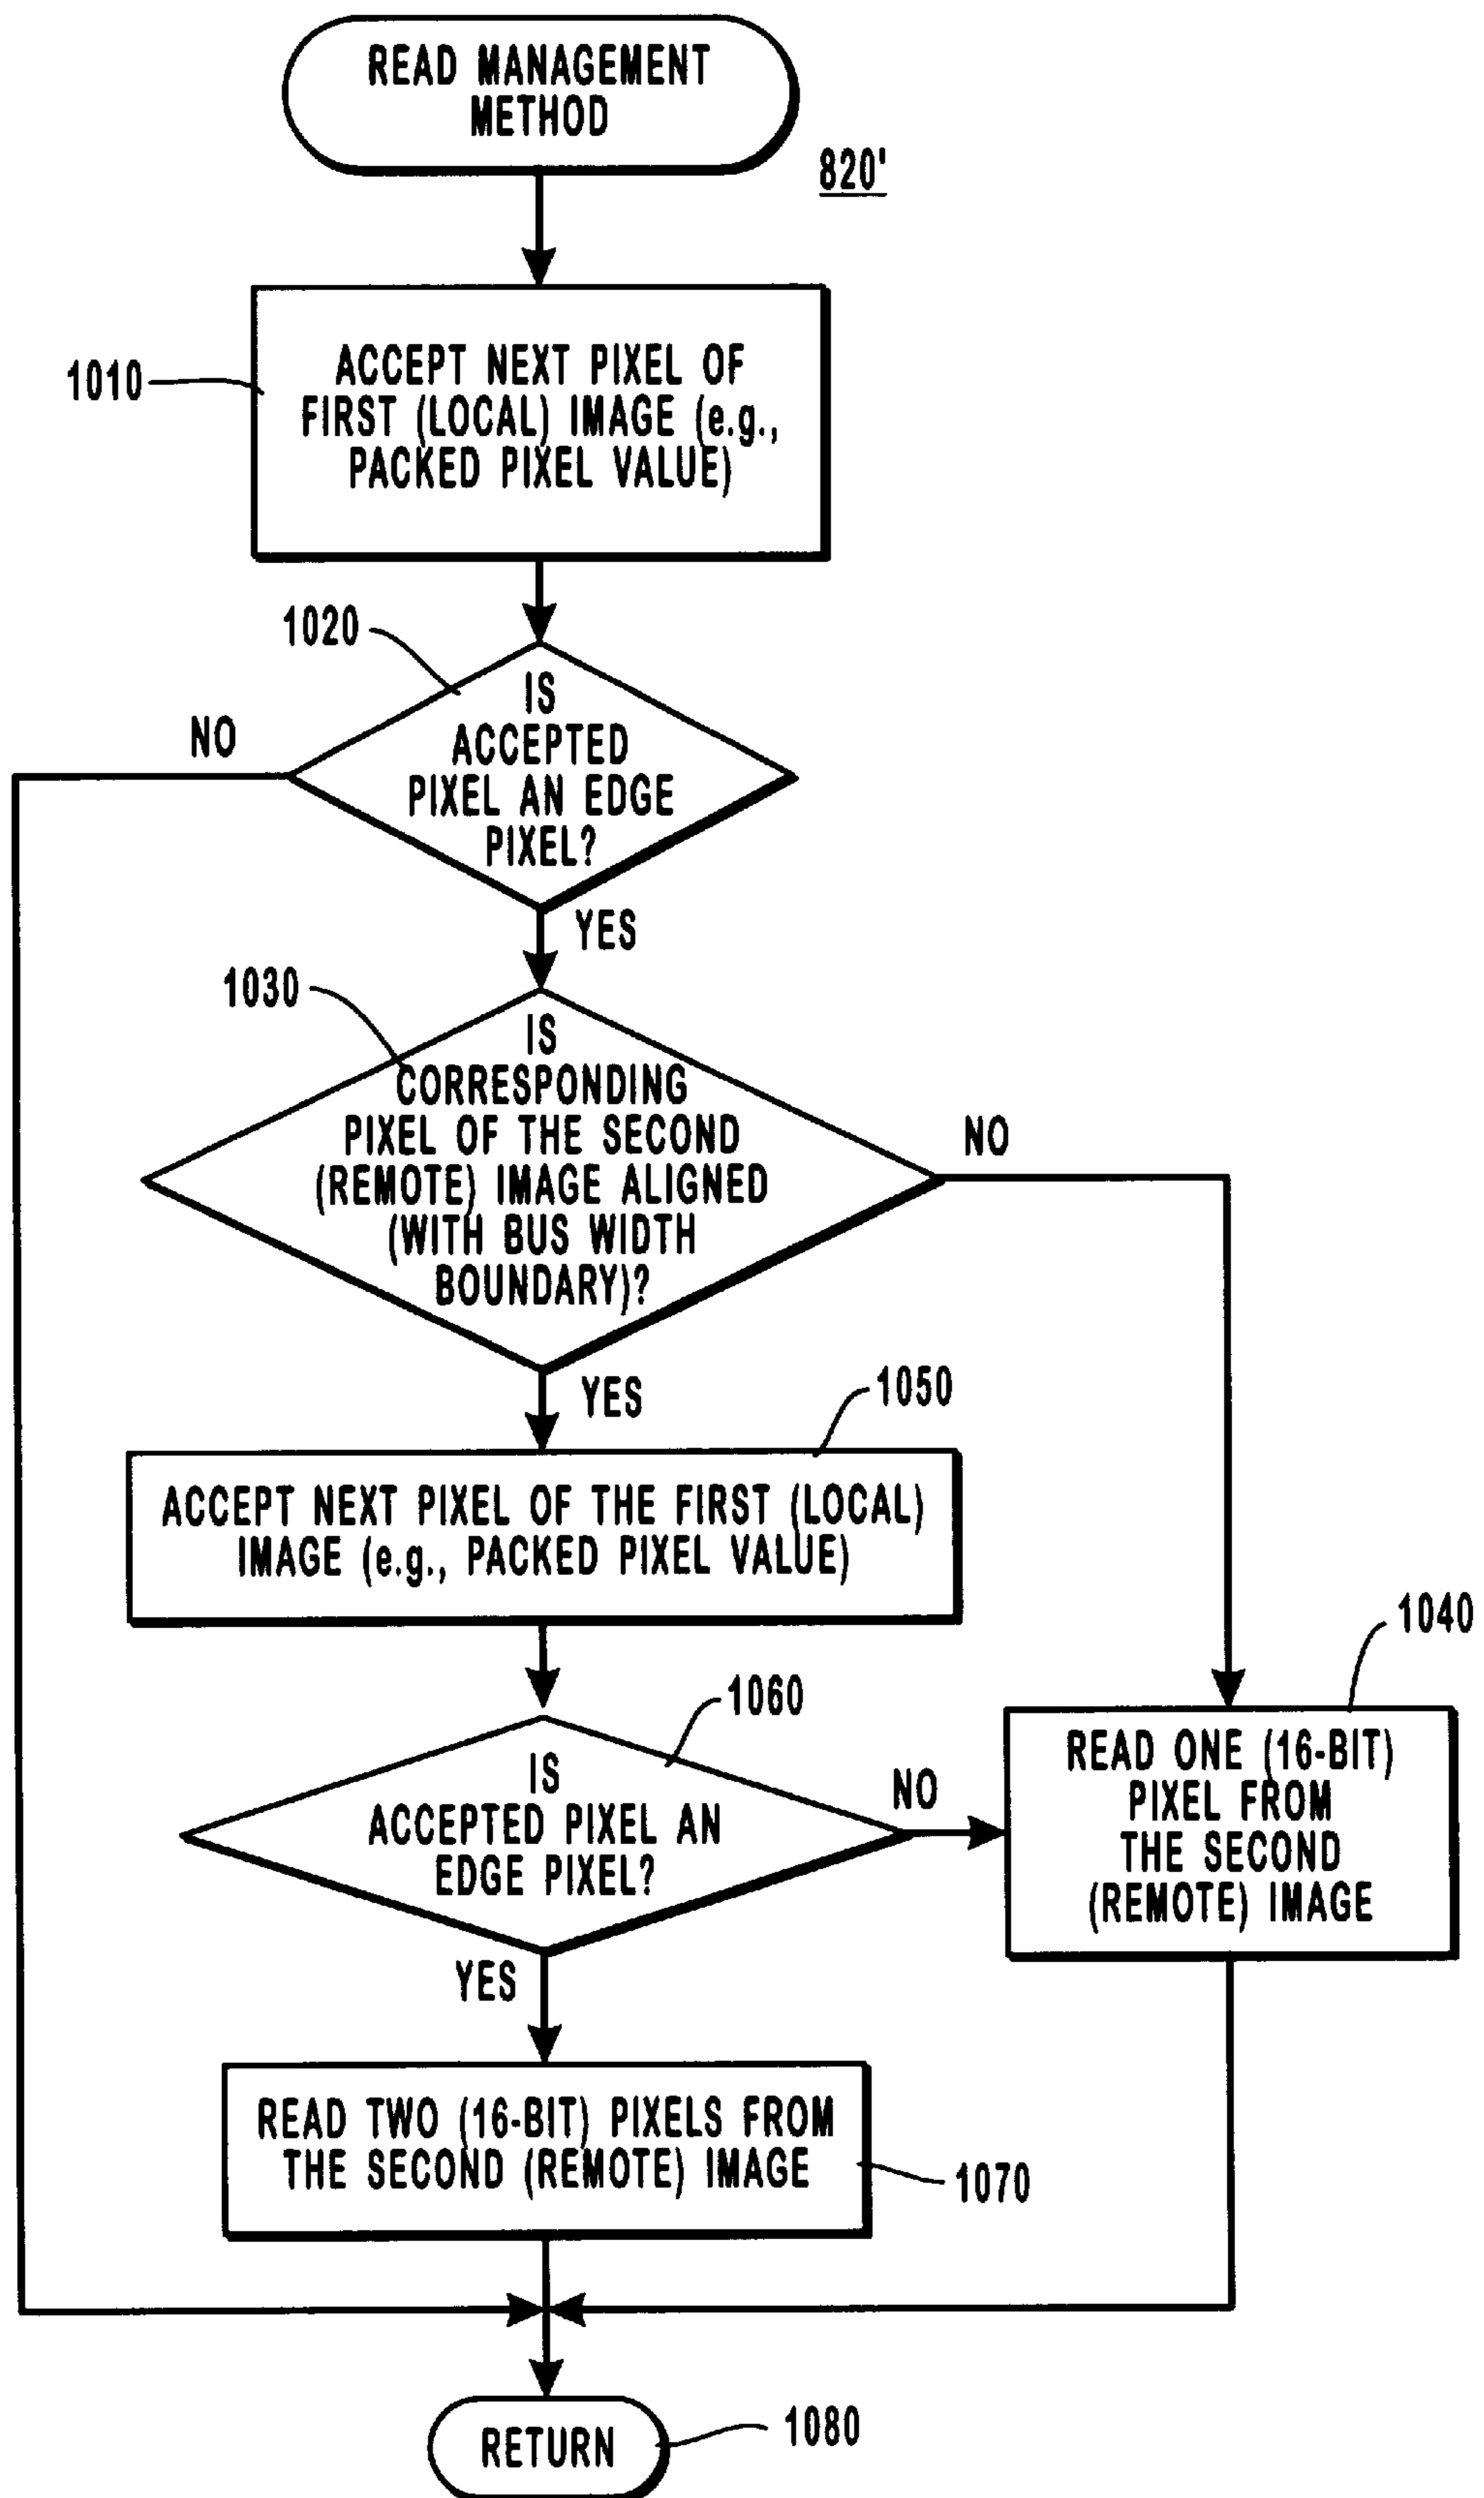 READ MANAGEMENT
METHOD
820'
1010
ACCEPT NEXT PIXEL OF
FIRST (LOCAL) IMAGE (e.g.,
PACKED PIXEL VALUE)
1020
NO
IS
ACCEPTED
PIXEL AN EDGE
PIXEL?
YES
1030
IS
CORRESPONDING
PIXEL OF THE SECOND
(REMOTE) IMAGE ALIGNED
(WITH BUS WIDTH
BOUNDARY)?
NO
YES
1050
ACCEPT NEXT PIXEL OF THE FIRST (LOCAL)
IMAGE (e.g., PACKED PIXEL VALUE)
1060
IS
ACCEPTED PIXEL AN
EDGE PIXEL?
NO
1040
READ ONE (16-BIT)
PIXEL FROM
THE SECOND
(REMOTE) IMAGE
YES
READ TWO (16-BIT) PIXELS FROM
THE SECOND (REMOTE) IMAGE
1070
RETURN
1080